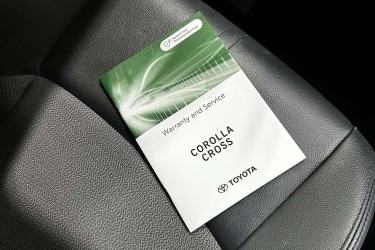 Warranty and Service
COROLLA
CROSS
TOYOTA